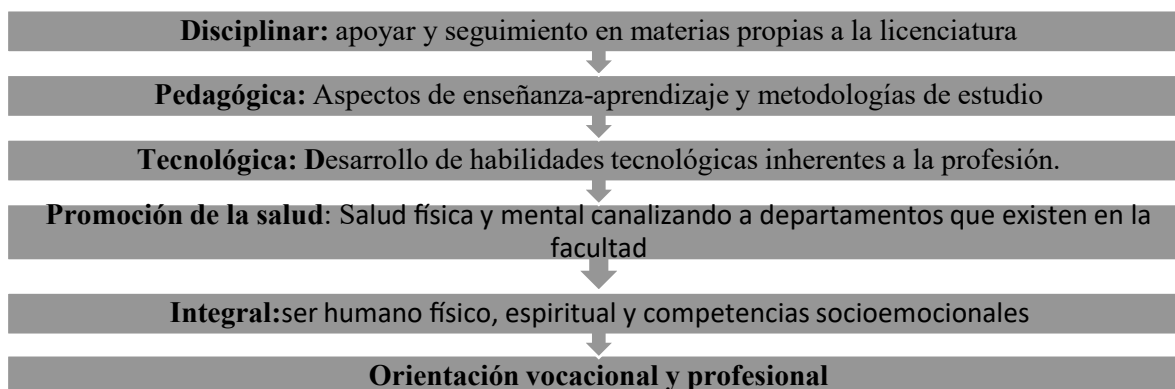 Disciplinar: apoyar y seguimiento en materias propias a la licenciatura
Pedagógica: Aspectos de enseñanza-aprendizaje y metodologías de estudio
Tecnológica: Desarrollo de habilidades tecnológicas inherentes a la profesión.
Promoción de la salud: Salud física y mental canalizando a departamentos que existen en la
facultad
Integral:ser humano físico, espiritual y competencias socioemocionales
Orientación vocacional y profesional